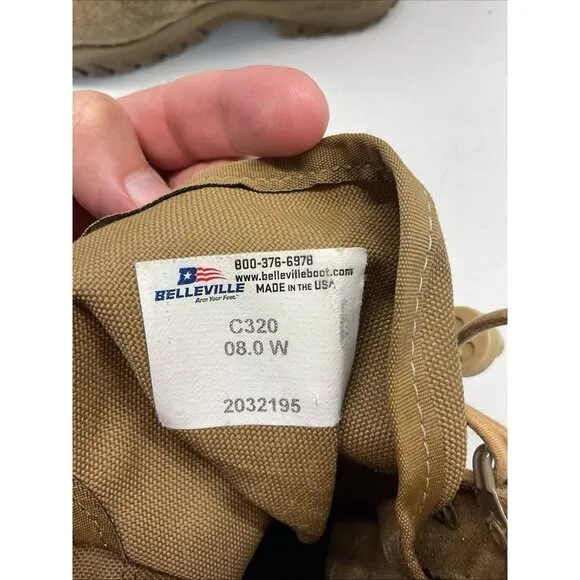 800-376-6978
www.bellevilleboot.com
BELLEVILLE MADE IN THE USA
Arm Your Feet.
C320
08.0 W
2032195